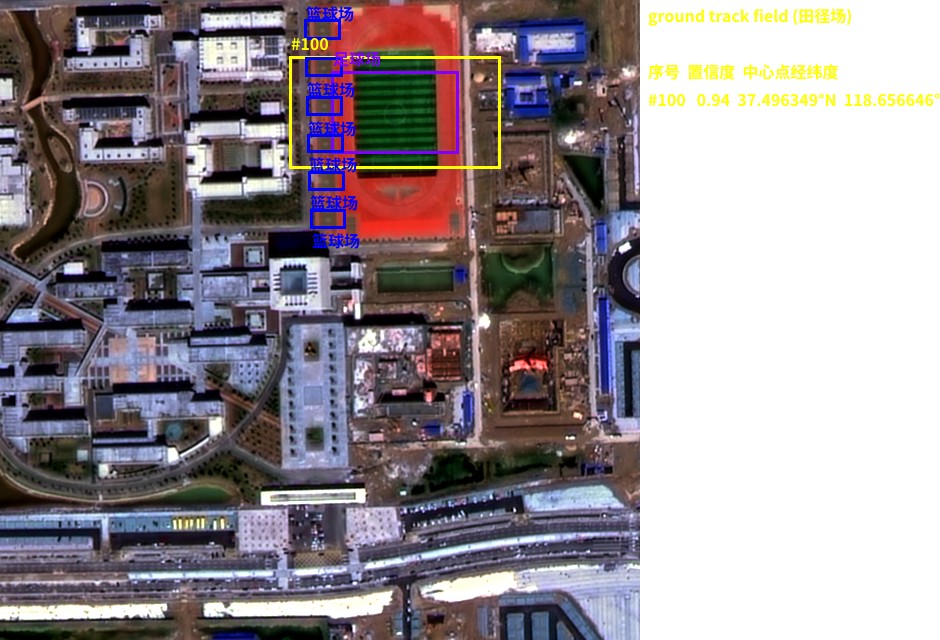 篮球场
#100
足球场
篮球场
篮球场
篮球场
篮球场
篮球场
ground track field (田径场)
序号 置信度 中心点经纬度
#100 0.94 37.496349°N 118.656646°